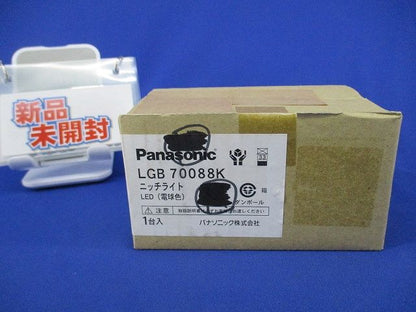 新品
未開封
Panasonic
LGB 70088K
ニッチライト
LED（電球色）
箱
ダンボール
⚠ 注意
1台入
パナソニック株式会社